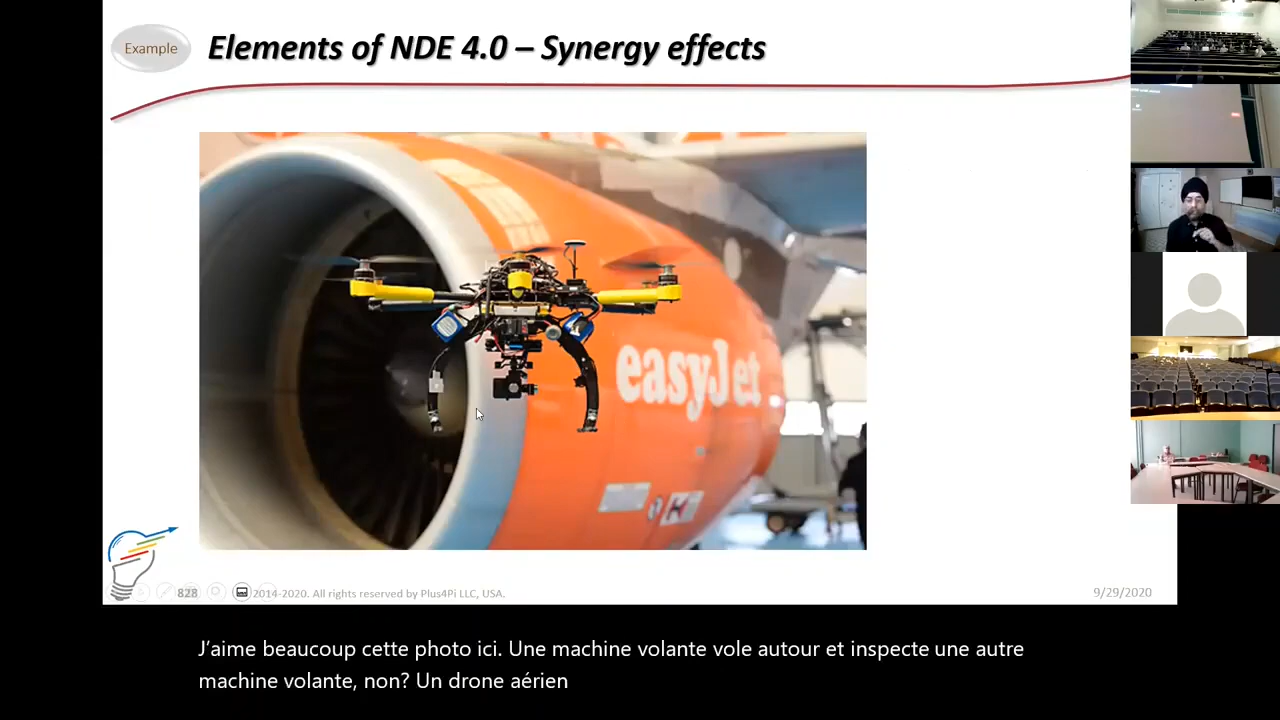 Example
Elements of NDE 4.0 – Synergy effects
easyJet
828
2014-2020. All rights reserved by Plus4Pi LLC, USA.
9/29/2020
J'aime beaucoup cette photo ici. Une machine volante vole autour et inspecte une autre
machine volante, non? Un drone aérien